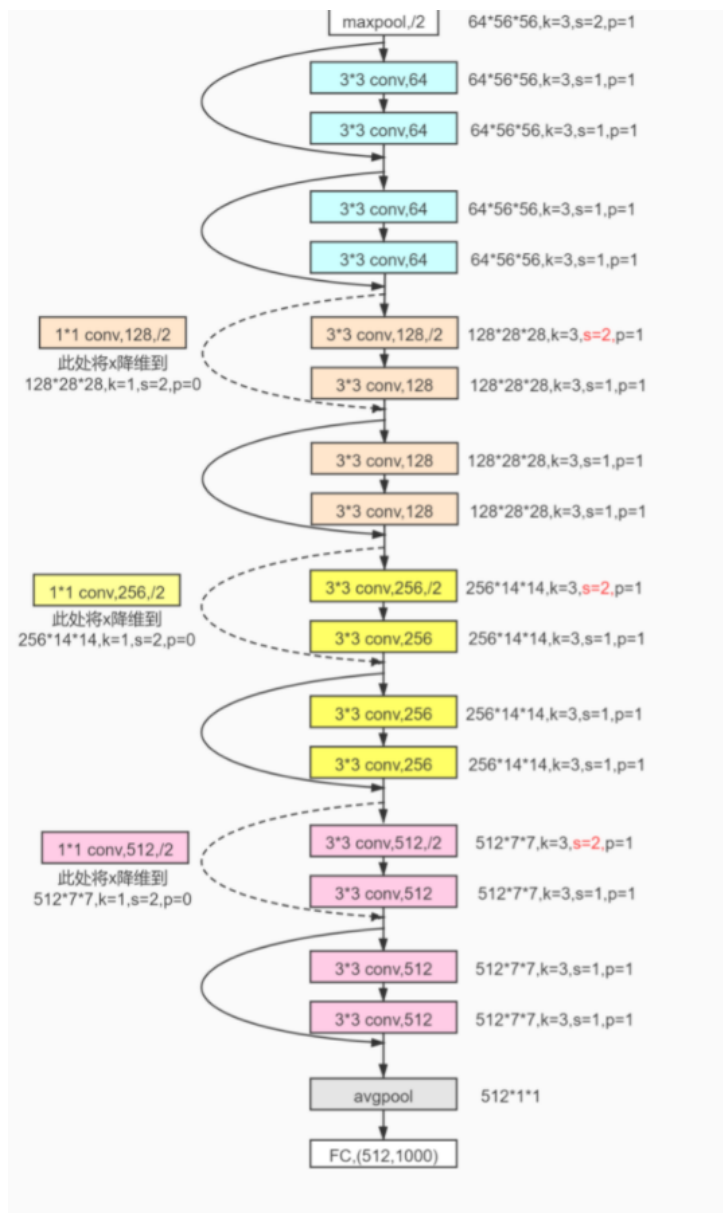 maxpool,/2 64*56*56,k=3,s=2,p=1
3*3 conv,64 64*56*56,k=3,s=1,p=1
3*3 conv,64 64*56*56,k=3,s=1,p=1
3*3 conv,64 64*56*56,k=3,s=1,p=1
3*3 conv,64 64*56*56,k=3,s=1,p=1
1*1 conv,128,/2 3*3 conv,128,/2 128*28*28,k=3,s=2,p=1
此处将x降维到
128*28*28,k=1,s=2,p=0 3*3 conv,128 128*28*28,k=3,s=1,p=1
3*3 conv,128 128*28*28,k=3,s=1,p=1
3*3 conv,128 128*28*28,k=3,s=1,p=1
1*1 conv,256,/2 3*3 conv,256,/2 256*14*14,k=3,s=2,p=1
此处将x降维到
256*14*14,k=1,s=2,p=0 3*3 conv,256 256*14*14,k=3,s=1,p=1
3*3 conv,256 256*14*14,k=3,s=1,p=1
3*3 conv,256 256*14*14,k=3,s=1,p=1
1*1 conv,512,/2 3*3 conv,512,/2 512*7*7,k=3,s=2,p=1
此处将x降维到
512*7*7,k=1,s=2,p=0 3*3 conv,512 512*7*7,k=3,s=1,p=1
3*3 conv,512 512*7*7,k=3,s=1,p=1
3*3 conv,512 512*7*7,k=3,s=1,p=1
avgpool 512*1*1
FC,(512,1000)